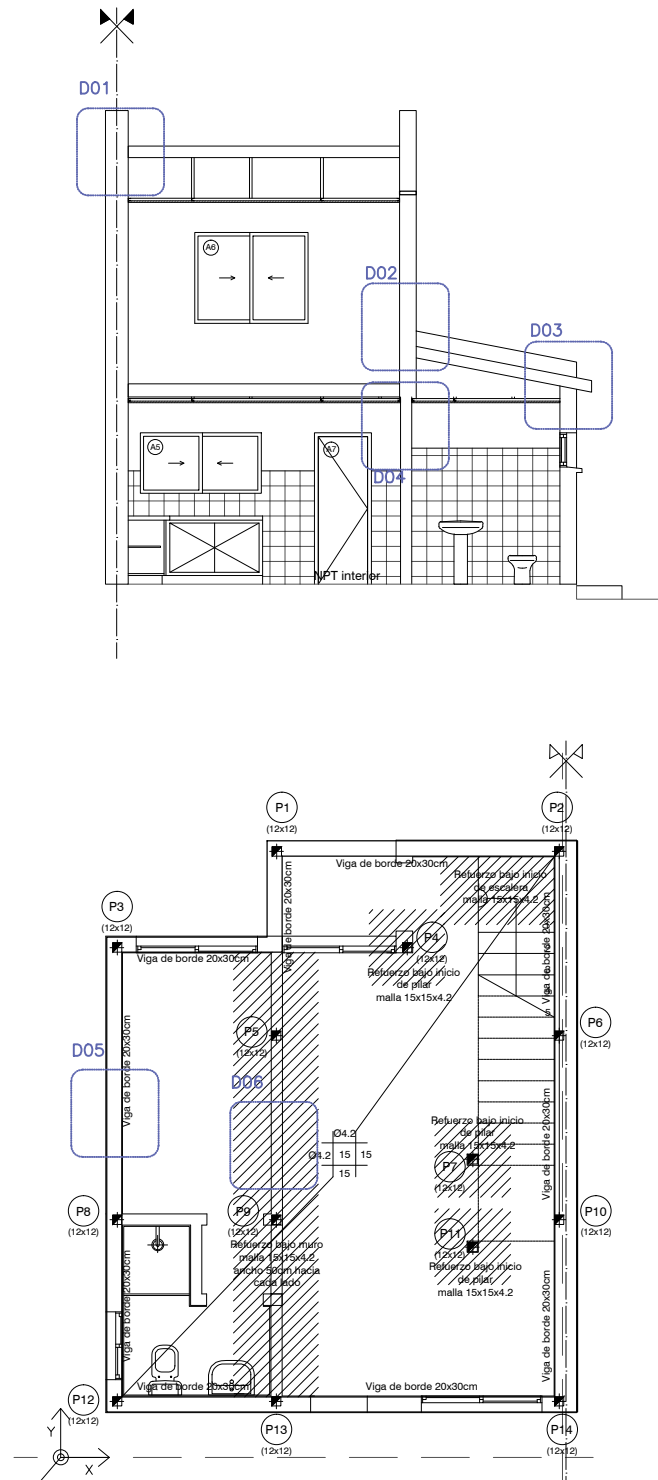 D01
A6
D02
D03
A5
A7
D04
NPT interior
P1
(12x12)
P2
(12x12)
Viga de borde 20x30cm
Refuerzo bajo inicio
de escalera
malla 15x15x4.2
Viga de borde 20x30cm
P3
(12x12)
P4
(12x12)
Viga de borde 20x30cm
Refuerzo bajo inicio
de pilar
malla 15x15x4.2
Viga de borde 20x30cm
P5
(12x12)
P6
(12x12)
D05
Viga de borde 20x30cm
D06
Ø4.2
Ø4.2
15
15
15
Refuerzo bajo inicio
de pilar
malla 15x15x4.2
P7
(12x12)
Viga de borde 20x30cm
P8
(12x12)
P9
(12x12)
P10
(12x12)
Refuerzo bajo muro
malla 15x15x4.2
ancho 50cm hacia
cada lado
P11
(12x12)
Refuerzo bajo inicio
de pilar
malla 15x15x4.2
Viga de borde 20x30cm
Viga de borde 20x30cm
Viga de borde 20x30cm
Viga de borde 20x30cm
P12
(12x12)
P13
(12x12)
P14
(12x12)
Y
X